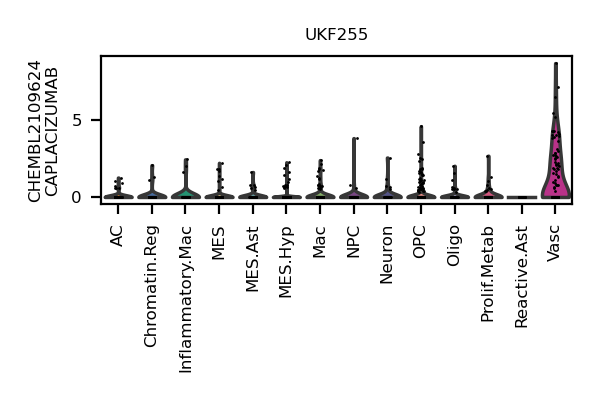 UKF255
CHEMBL2109624
CAPLACIZUMAB
5
0
AC
Chromatin.Reg
Inflammatory.Mac
MES
MES.Ast
MES.Hyp
Mac
NPC
Neuron
OPC
Oligo
Prolif.Metab
Reactive.Ast
Vasc